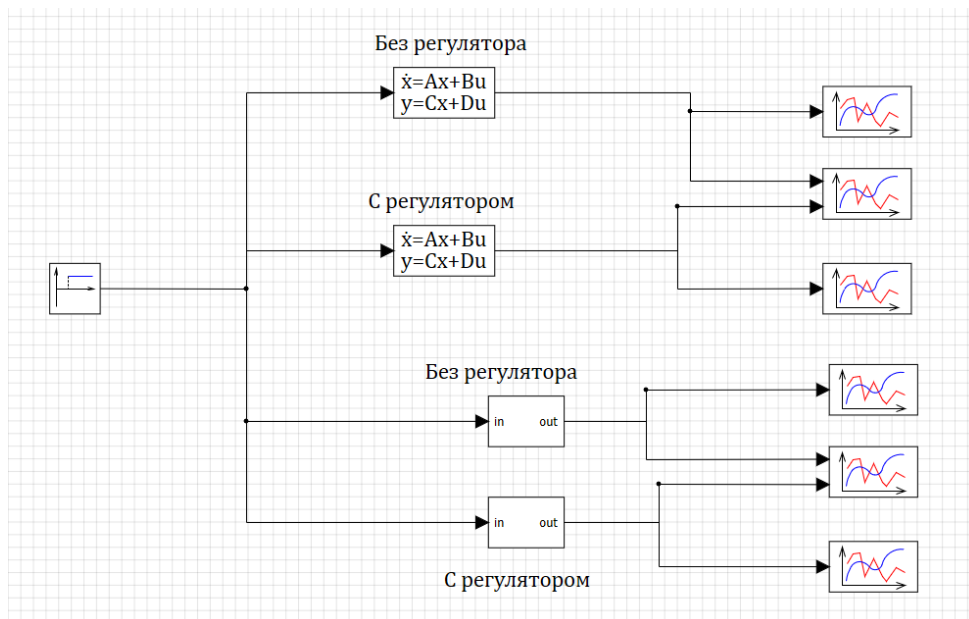 Без регулятора
ẋ=Ax+Bu
y=Cx+Du
С регулятором
ẋ=Ax+Bu
y=Cx+Du
Без регулятора
in out
in out
С регулятором